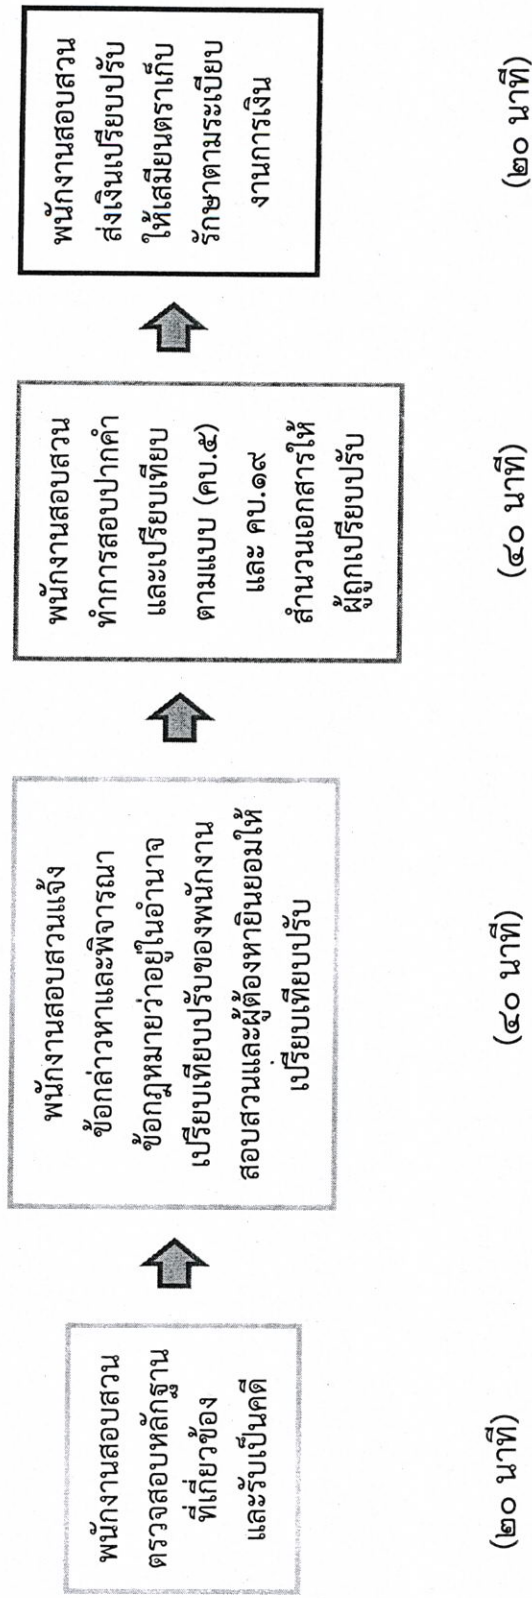 พนักงานสอบสวน
ตรวจสอบหลักฐาน
ที่เกี่ยวข้อง
และรับเป็นคดี
(๒๐ นาที)
พนักงานสอบสวนแจ้ง
ข้อกล่าวหาและพิจารณา
ข้อกฎหมายว่าอยู่ในอำนาจ
เปรียบเทียบปรับของพนักงาน
สอบสวนและผู้ต้องหายินยอมให้
เปรียบเทียบปรับ
(๔๐ นาที)
พนักงานสอบสวน
ทำการสอบปากคำ
และเปรียบเทียบ
ตามแบบ (คบ.๕)
และ คบ.๑๙
สำนวนเอกสารให้
ผู้ถูกเปรียบปรับ
(๔๐ นาที)
พนักงานสอบสวน
ส่งเงินเปรียบปรับ
ให้เสมียนตราเก็บ
รักษาตามระเบียบ
งานการเงิน
(๒๐ นาที)